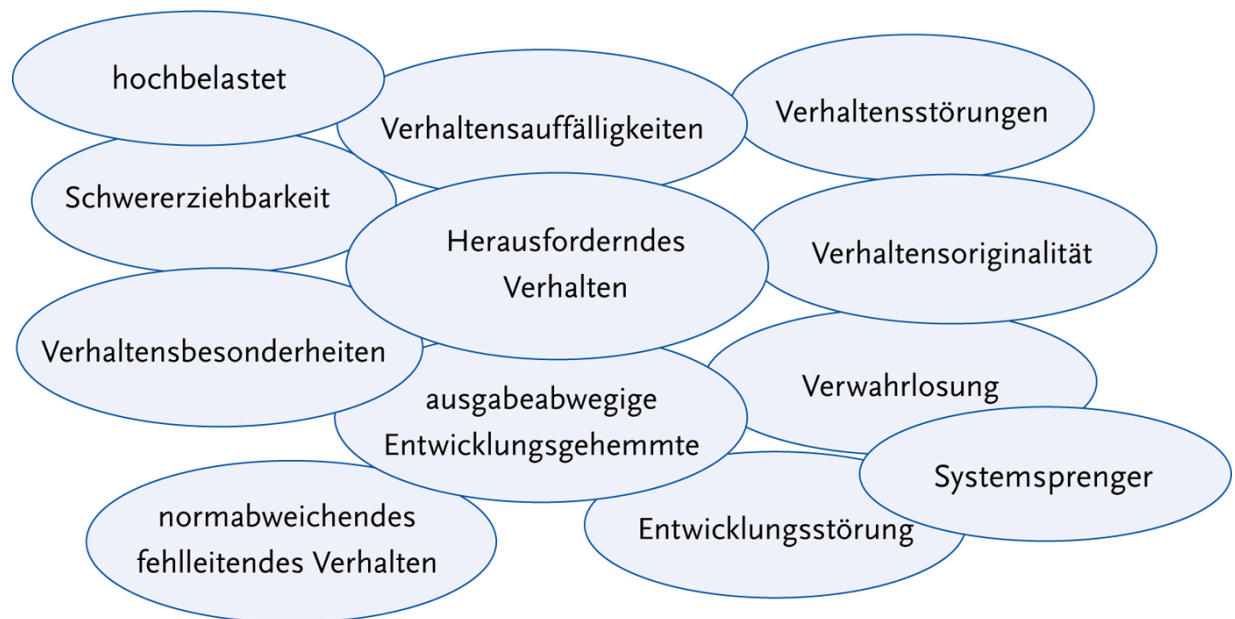 hochbelastet
Verhaltensauffälligkeiten
Verhaltensstörungen
Schwererziehbarkeit
Herausforderndes
Verhalten
Verhaltensoriginalität
Verhaltensbesonderheiten
ausgabeabwegige
Entwicklungsgehemmte
Verwahrlosung
Systemsprenger
normabweichendes
fehlleitendes Verhalten
Entwicklungsstörung